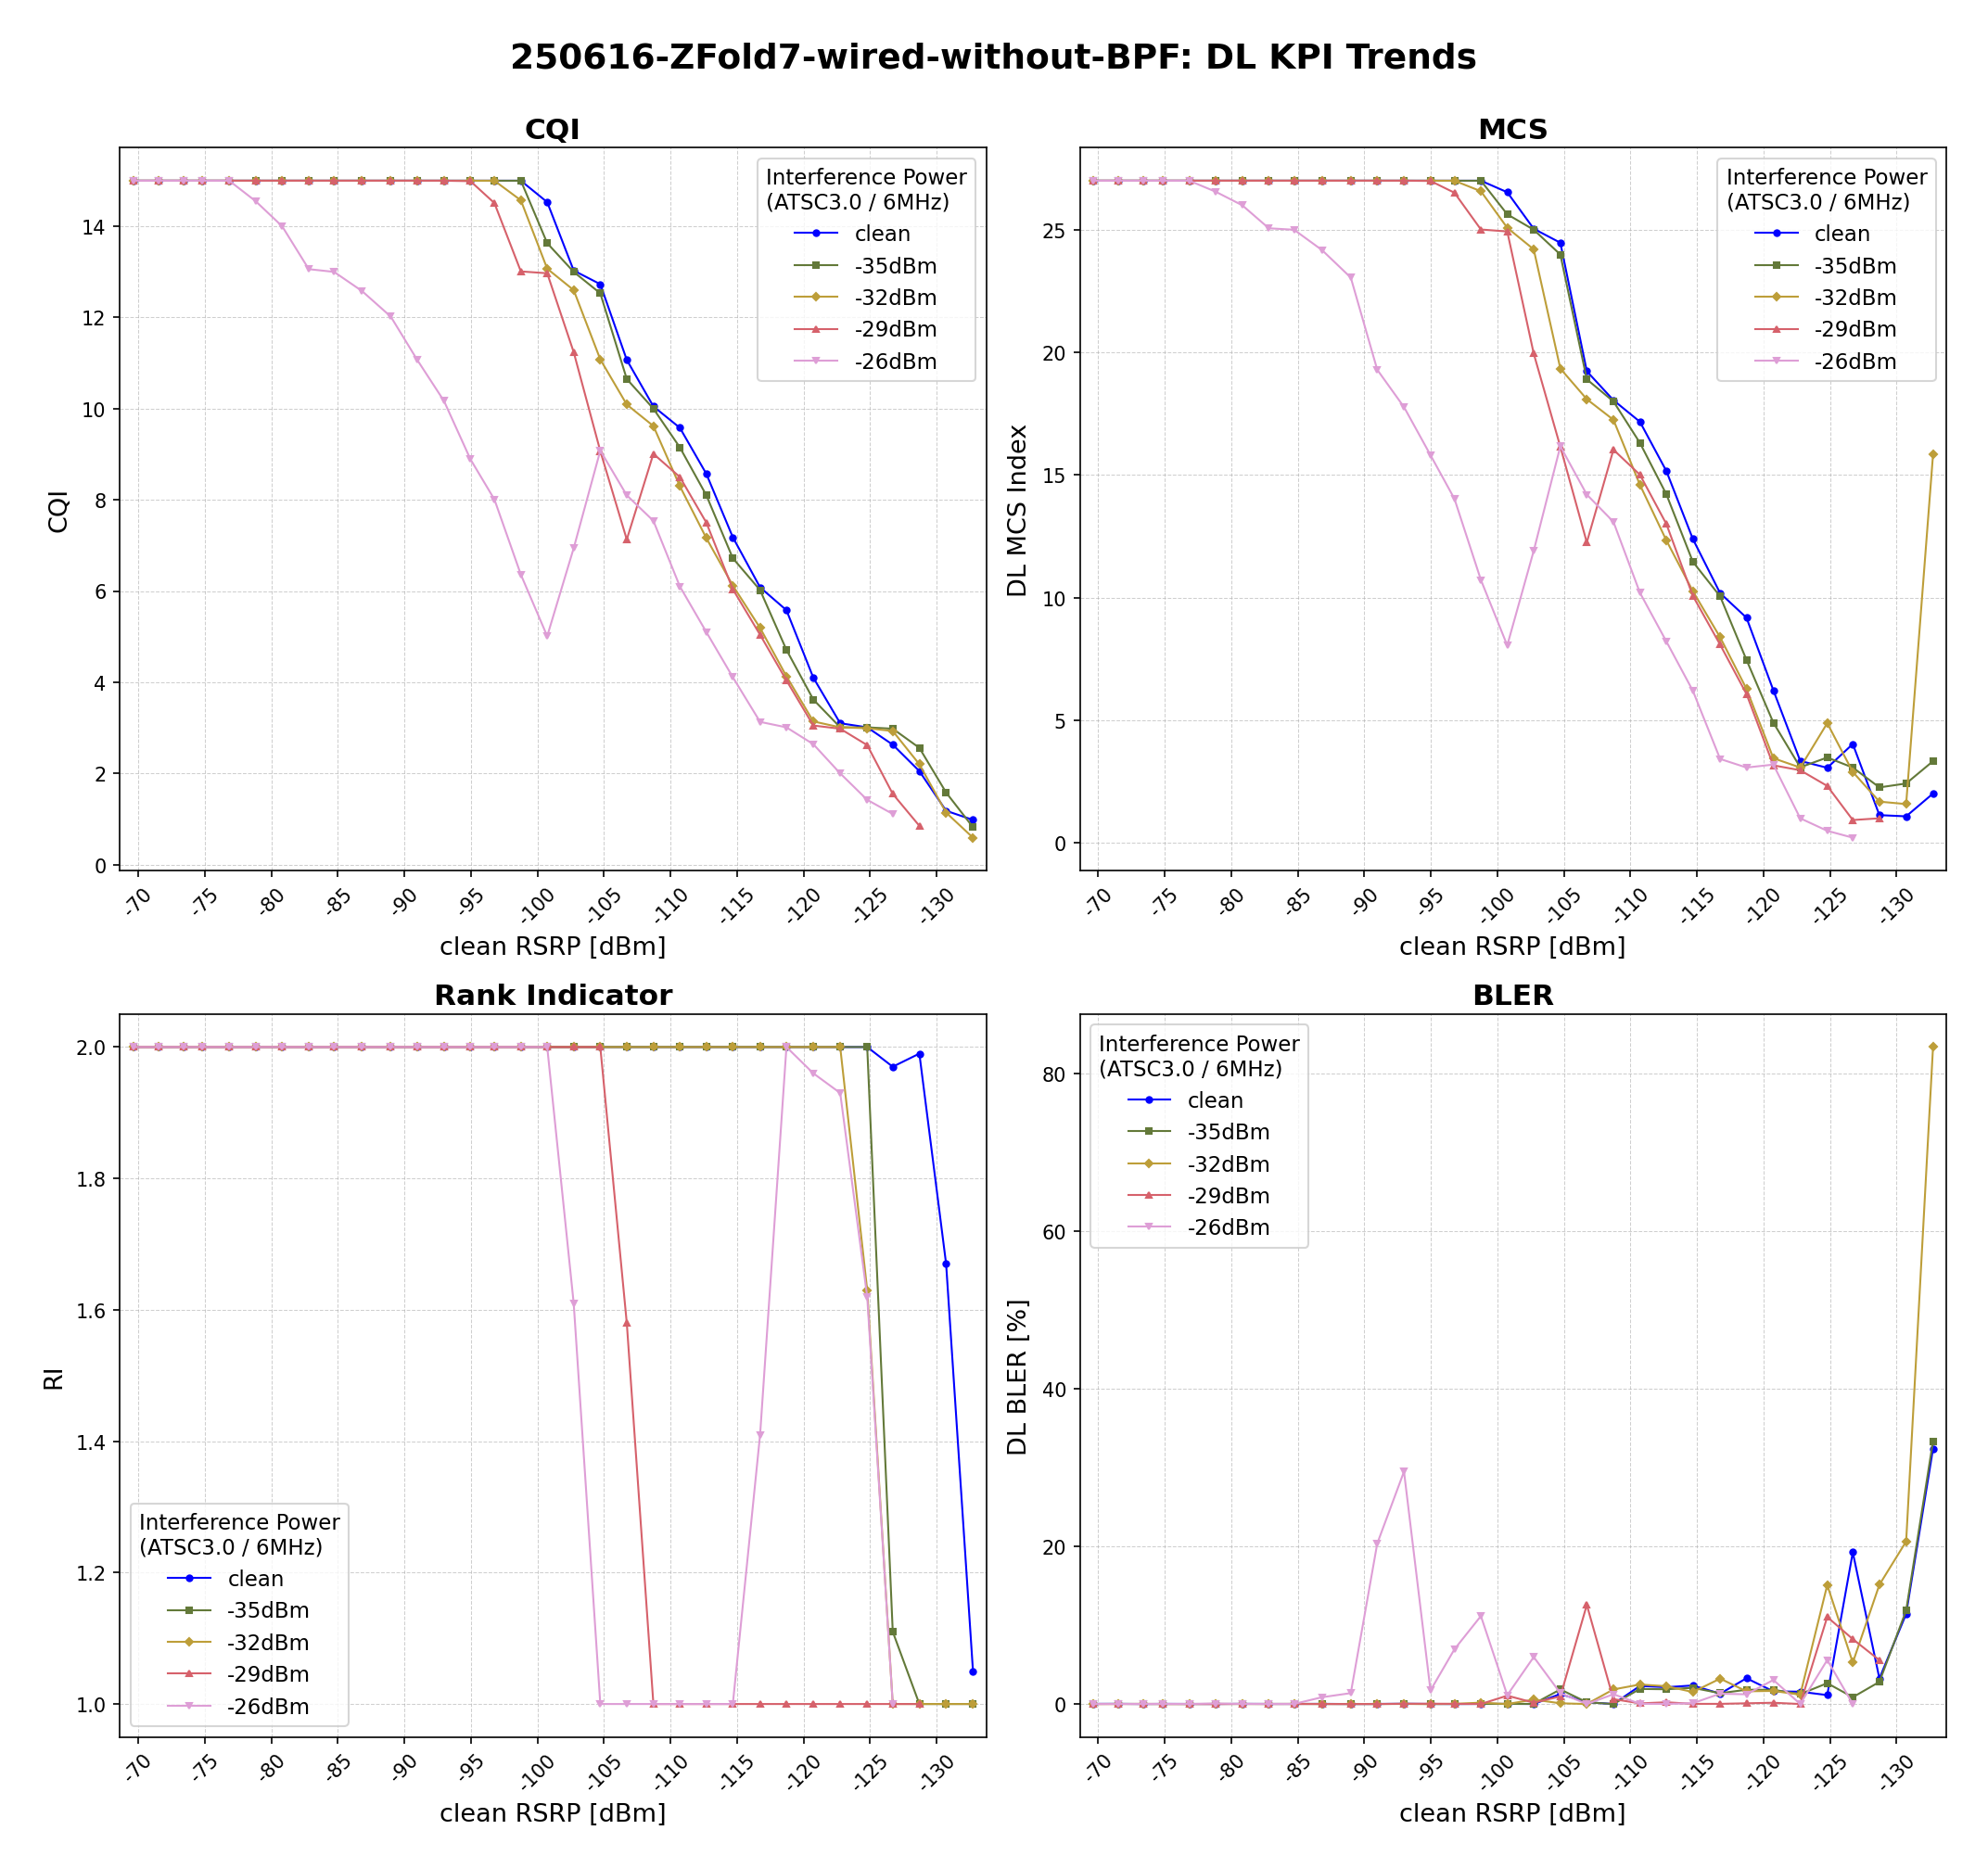 250616-ZFold7-wired-without-BPF: DL KPI Trends
CQI
CQI
14
12
10
8
6
4
2
0
Interference Power
(ATSC3.0 / 6MHz)
clean
-35dBm
-32dBm
-29dBm
-26dBm
-70
-75
-80
-85
-90
-95
-100
-105
-110
-115
-120
-125
-130
clean RSRP [dBm]
MCS
DL MCS Index
25
20
15
10
5
0
Interference Power
(ATSC3.0 / 6MHz)
clean
-35dBm
-32dBm
-29dBm
-26dBm
-70
-75
-80
-85
-90
-95
-100
-105
-110
-115
-120
-125
-130
clean RSRP [dBm]
Rank Indicator
RI
2.0
1.8
1.6
1.4
1.2
1.0
Interference Power
(ATSC3.0 / 6MHz)
clean
-35dBm
-32dBm
-29dBm
-26dBm
-70
-75
-80
-85
-90
-95
-100
-105
-110
-115
-120
-125
-130
clean RSRP [dBm]
BLER
DL BLER [%]
80
60
40
20
0
Interference Power
(ATSC3.0 / 6MHz)
clean
-35dBm
-32dBm
-29dBm
-26dBm
-70
-75
-80
-85
-90
-95
-100
-105
-110
-115
-120
-125
-130
clean RSRP [dBm]